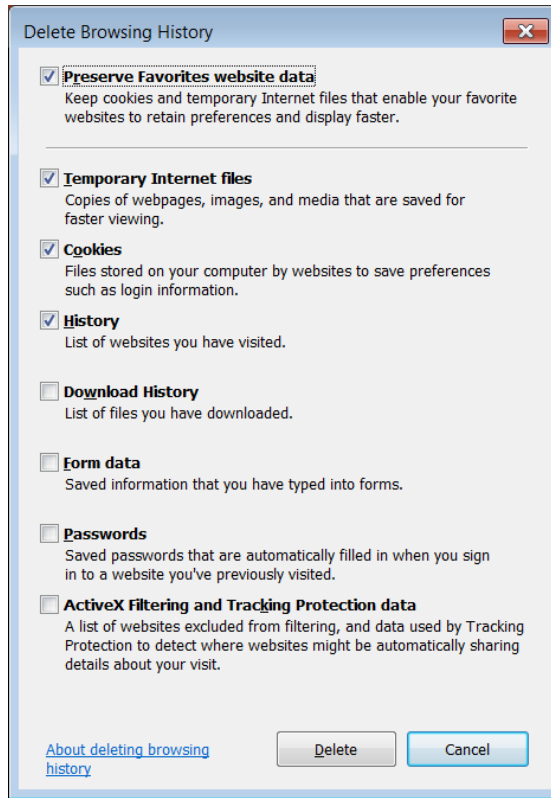 Delete Browsing History
Preserve Favorites website data
Keep cookies and temporary Internet files that enable your favorite
websites to retain preferences and display faster.
Temporary Internet files
Copies of webpages, images, and media that are saved for
faster viewing.
Cookies
Files stored on your computer by websites to save preferences
such as login information.
History
List of websites you have visited.
Download History
List of files you have downloaded.
Form data
Saved information that you have typed into forms.
Passwords
Saved passwords that are automatically filled in when you sign
in to a website you've previously visited.
ActiveX Filtering and Tracking Protection data
A list of websites excluded from filtering, and data used by Tracking
Protection to detect where websites might be automatically sharing
details about your visit.
About deleting browsing
history
Delete
Cancel